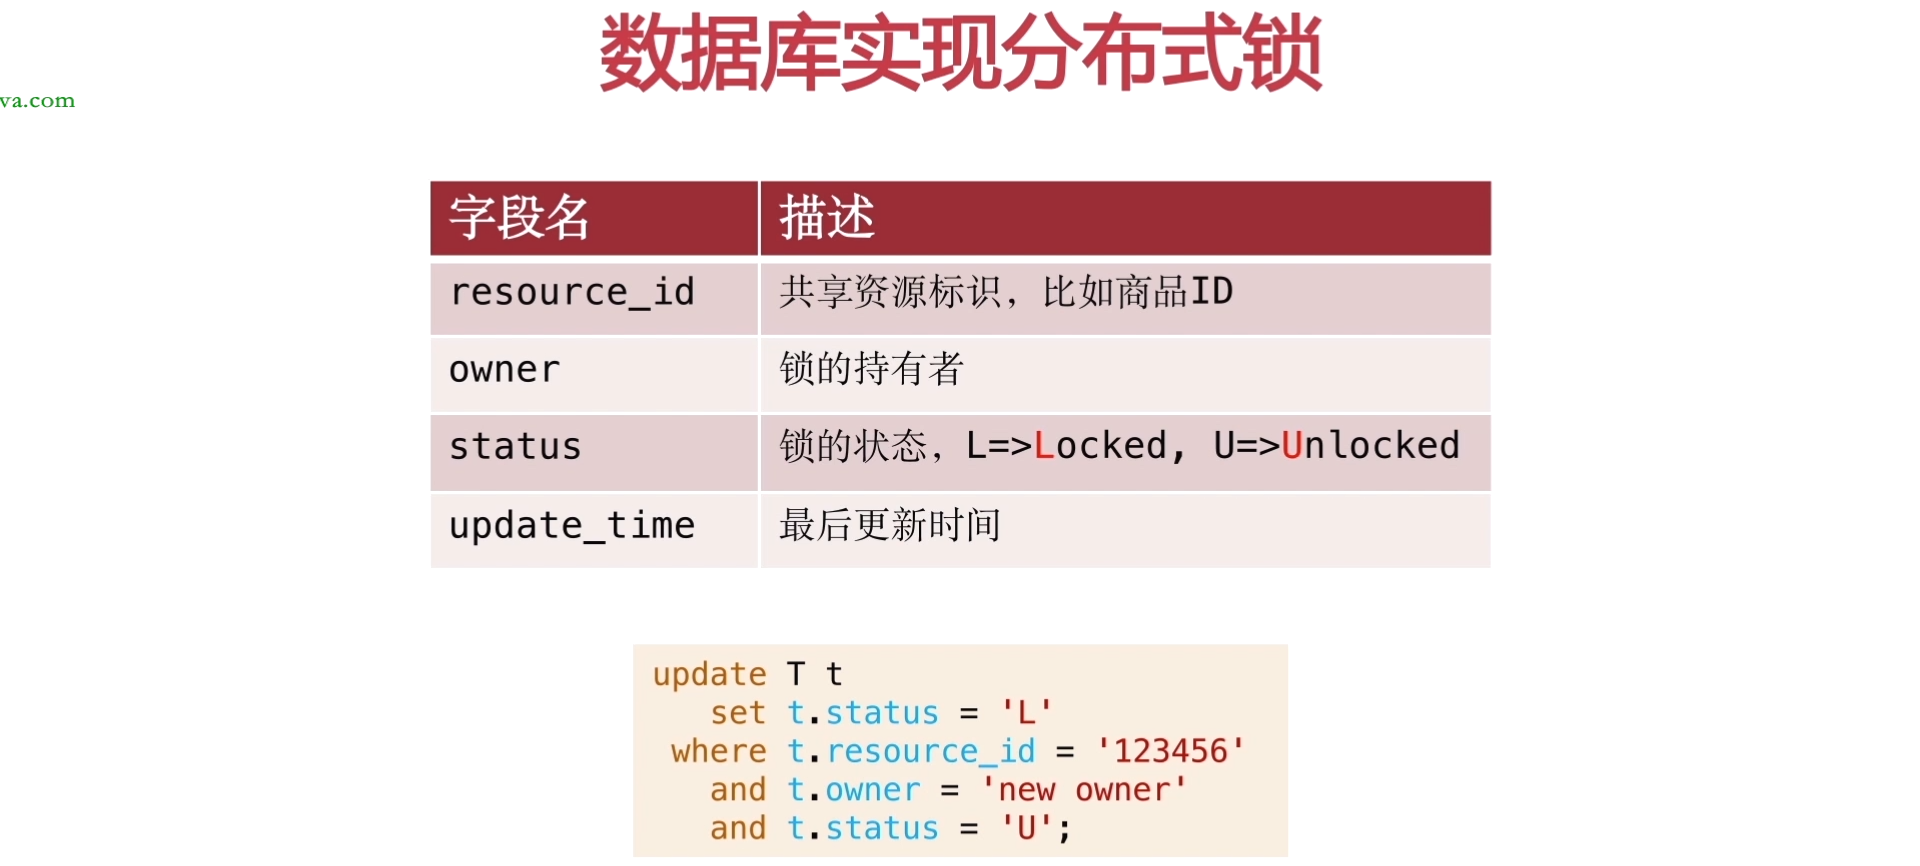 数据库实现分布式锁
va.com
字段名 描述
resource_id 共享资源标识，比如商品ID
owner 锁的持有者
status 锁的状态，L=>Locked, U=>Unlocked
update_time 最后更新时间
update T t
set t.status = 'L'
where t.resource_id = '123456'
and t.owner = 'new owner'
and t.status = 'U';